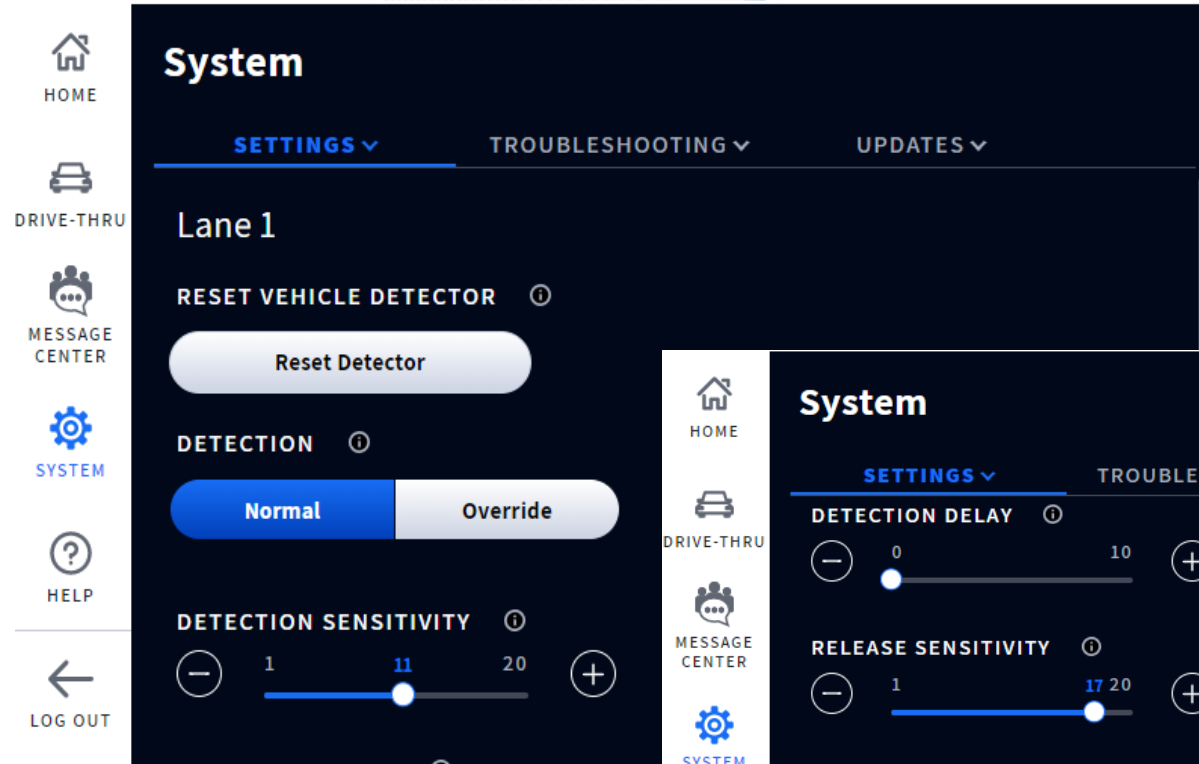 HOME
DRIVE-THRU
MESSAGE
CENTER
SYSTEM
HELP
LOG OUT
System
SETTINGS TROUBLESHOOTING UPDATES
Lane 1
RESET VEHICLE DETECTOR
Reset Detector
DETECTION
Normal Override
DETECTION SENSITIVITY
1 11 20
HOME
DRIVE-THRU
MESSAGE
CENTER
SYSTEM
System
SETTINGS TROUBLE
DETECTION DELAY
0 10
RELEASE SENSITIVITY
1 17 20